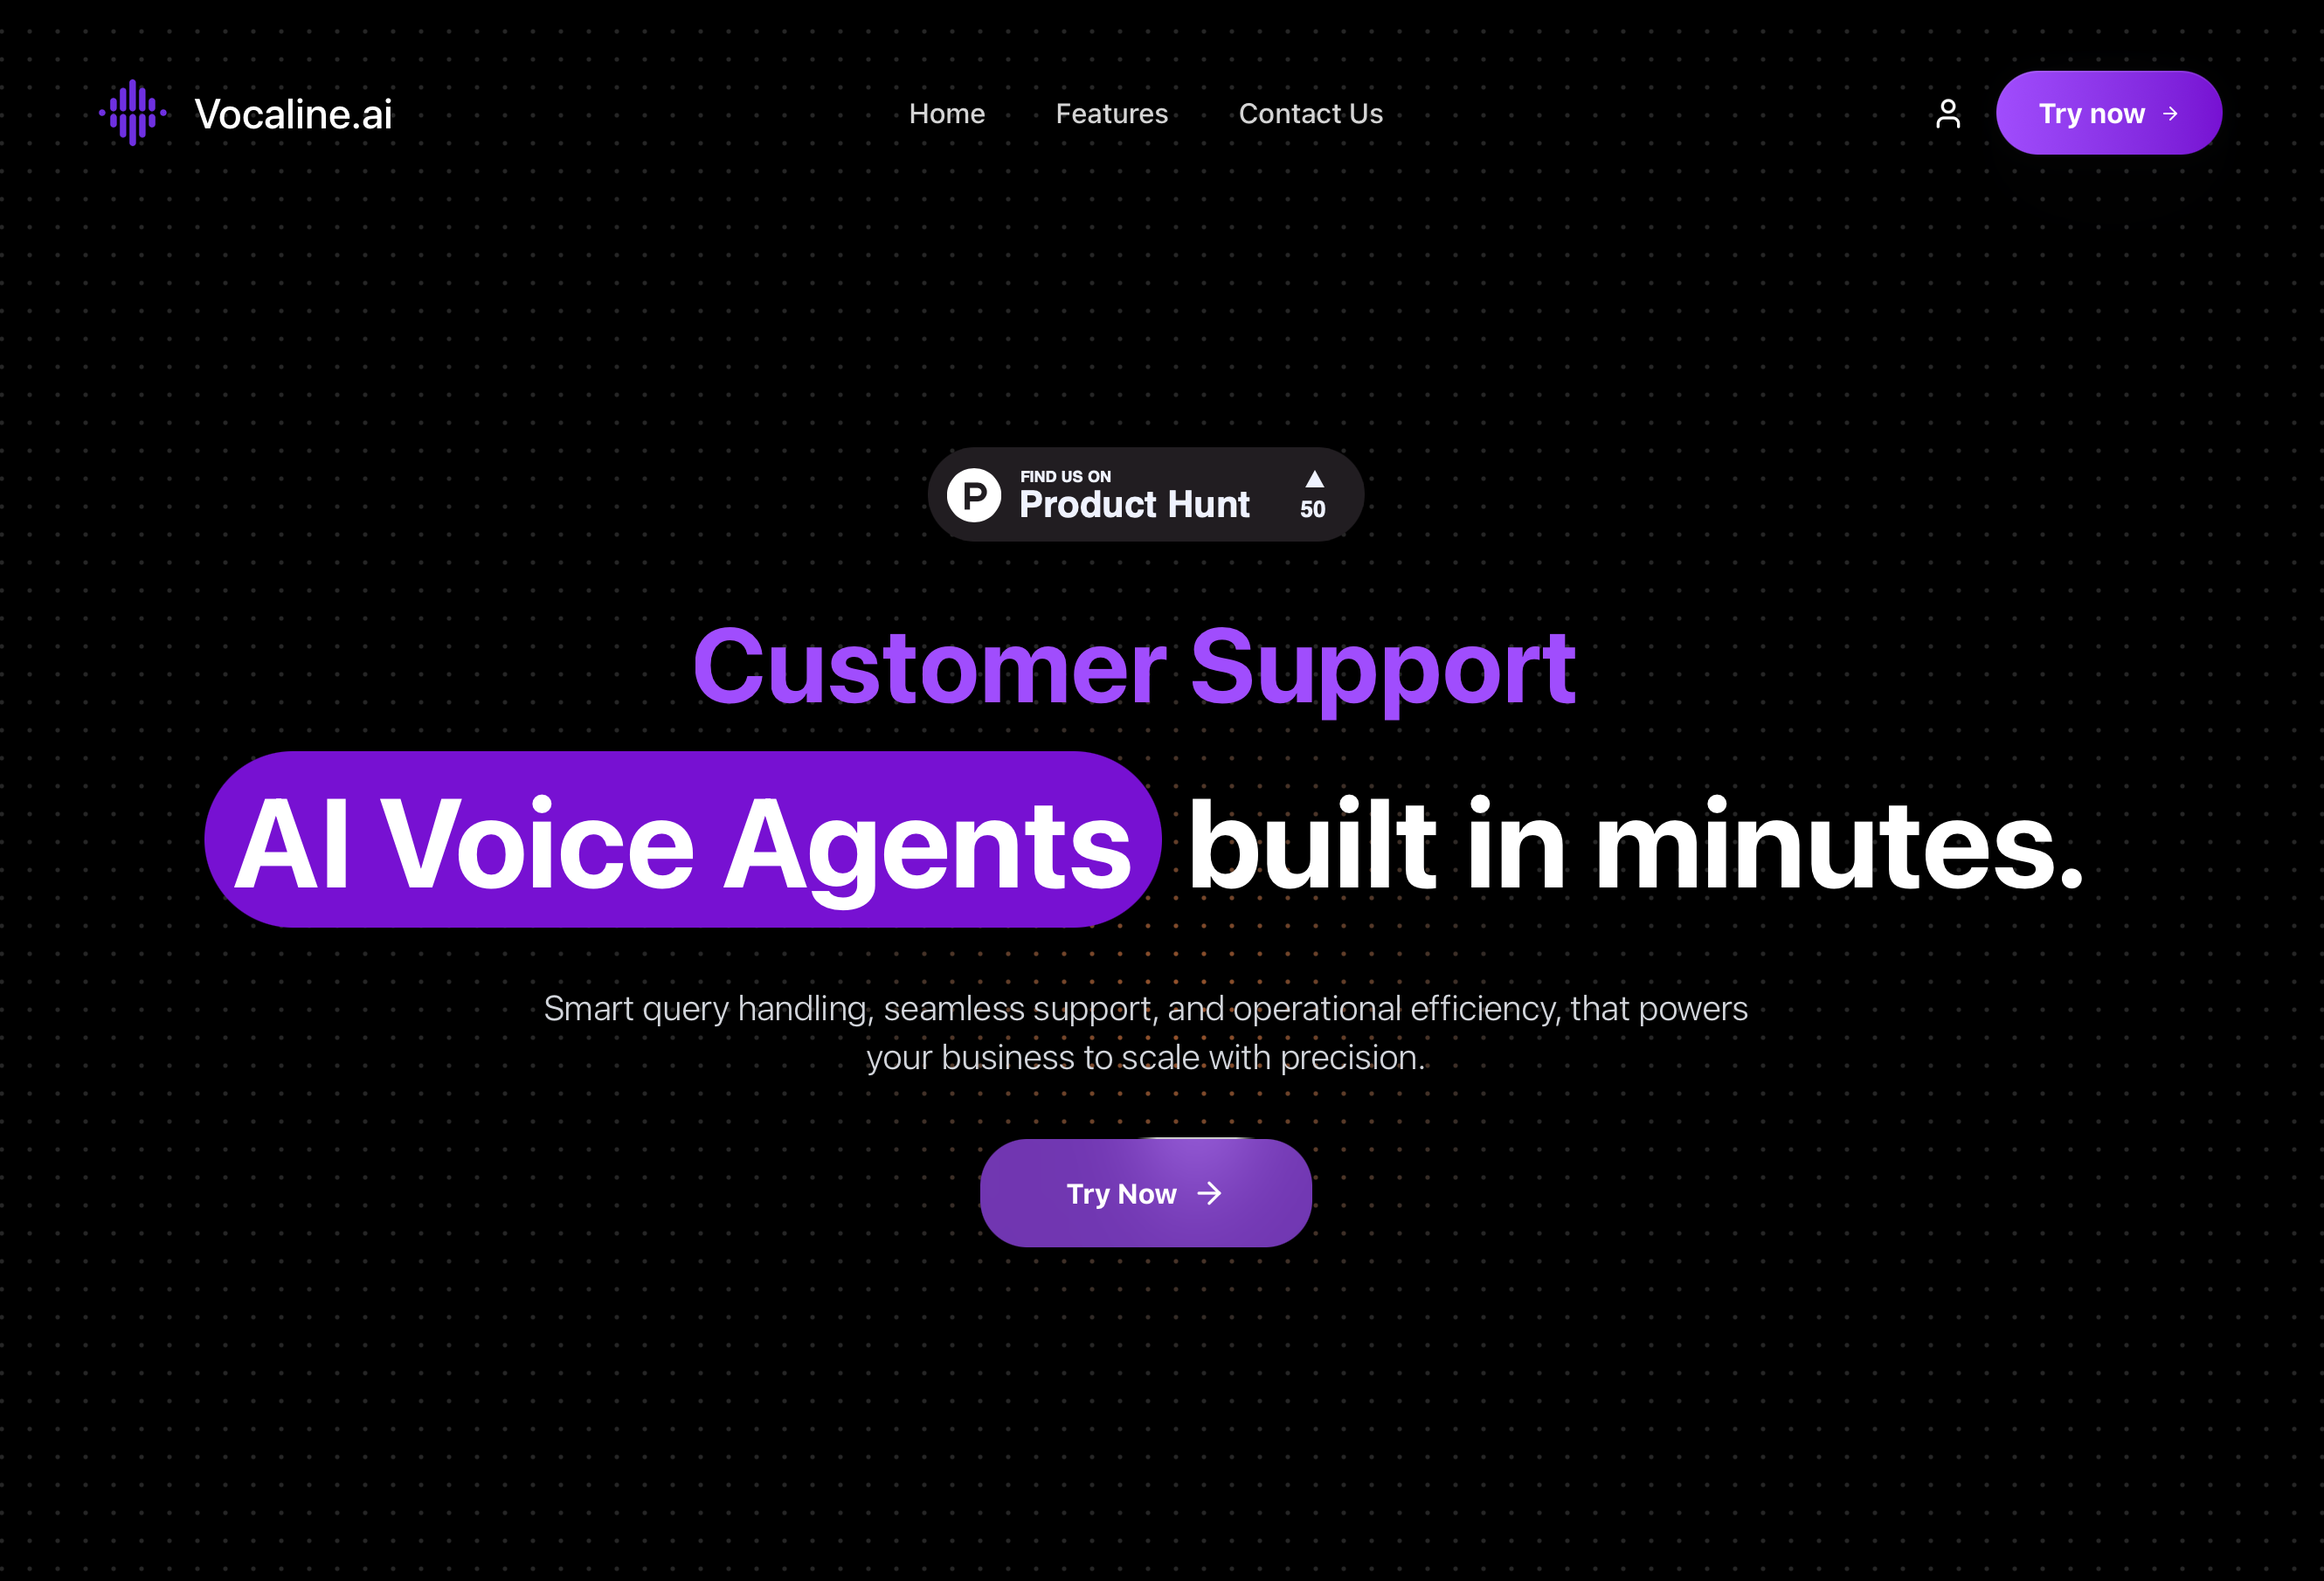 Vocaline.ai
Home Features Contact Us
Try now
P FIND US ON
Product Hunt
50
Customer Support
AI Voice Agents built in minutes.
Smart query handling, seamless support, and operational efficiency, that powers
your business to scale with precision.
Try Now